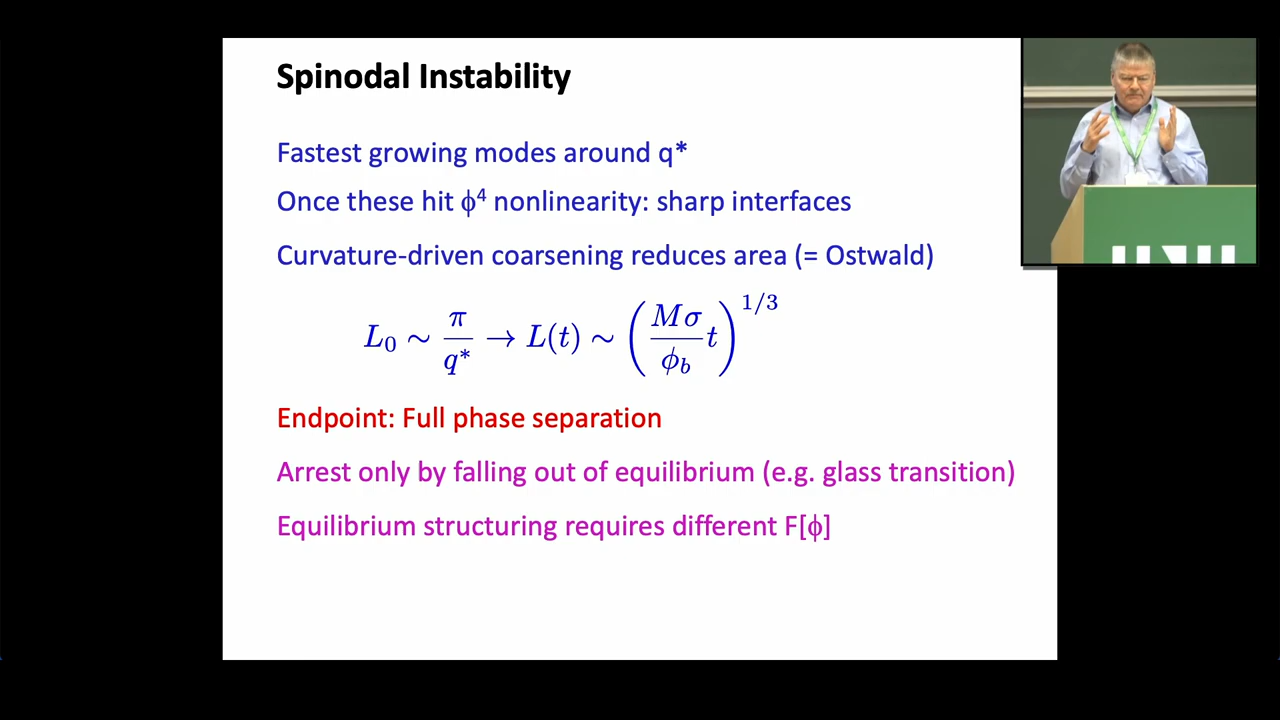 Spinodal Instability
Fastest growing modes around q*
Once these hit ϕ⁴ nonlinearity: sharp interfaces
Curvature-driven coarsening reduces area (= Ostwald)
L₀ ∼ π/q* → L(t) ∼ (Mσ/ϕ_b t)^{1/3}
Endpoint: Full phase separation
Arrest only by falling out of equilibrium (e.g. glass transition)
Equilibrium structuring requires different F[ϕ]